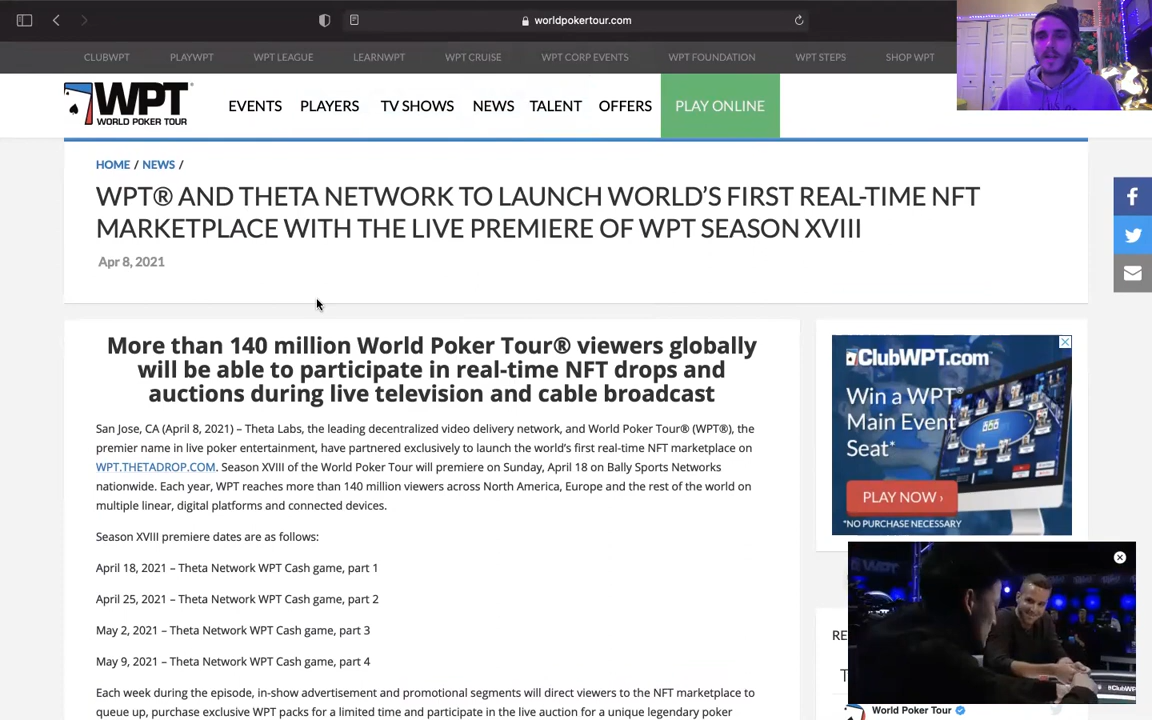 worldpokertour.com
CLUBWPT PLAYWPT WPT LEAGUE LEARNWPT WPT CRUISE WPT CORP EVENTS WPT FOUNDATION WPT STEPS SHOP WPT
WPT
WORLD POKER TOUR
EVENTS PLAYERS TV SHOWS NEWS TALENT OFFERS PLAY ONLINE
HOME / NEWS /
WPT® AND THETA NETWORK TO LAUNCH WORLD’S FIRST REAL-TIME NFT
MARKETPLACE WITH THE LIVE PREMIERE OF WPT SEASON XVIII
Apr 8, 2021
More than 140 million World Poker Tour® viewers globally
will be able to participate in real-time NFT drops and
auctions during live television and cable broadcast
San Jose, CA (April 8, 2021) – Theta Labs, the leading decentralized video delivery network, and World Poker Tour® (WPT®), the
premier name in live poker entertainment, have partnered exclusively to launch the world’s first real-time NFT marketplace on
WPT.THETADROP.COM. Season XVIII of the World Poker Tour will premiere on Sunday, April 18 on Bally Sports Networks
nationwide. Each year, WPT reaches more than 140 million viewers across North America, Europe and the rest of the world on
multiple linear, digital platforms and connected devices.
Season XVIII premiere dates are as follows:
April 18, 2021 – Theta Network WPT Cash game, part 1
April 25, 2021 – Theta Network WPT Cash game, part 2
May 2, 2021 – Theta Network WPT Cash game, part 3
May 9, 2021 – Theta Network WPT Cash game, part 4
Each week during the episode, in-show advertisement and promotional segments will direct viewers to the NFT marketplace to
queue up, purchase exclusive WPT packs for a limited time and participate in the live auction for a unique legendary poker
ClubWPT.com
Win a WPT®
Main Event
Seat*
PLAY NOW ›
*NO PURCHASE NECESSARY
RE
T
World Poker Tour